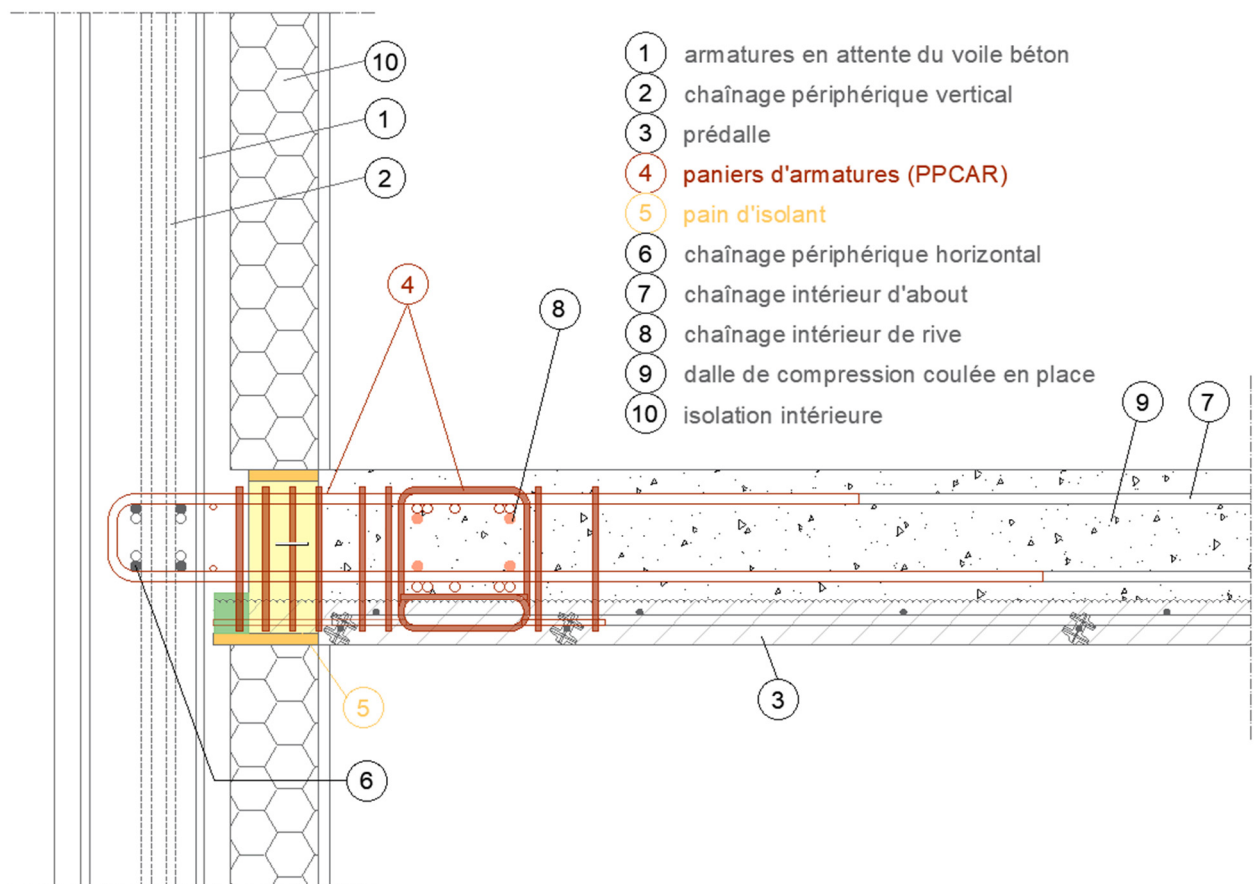 1 armatures en attente du voile béton
2 chaînage périphérique vertical
3 prédalle
4 paniers d'armatures (PPCAR)
5 pain d'isolant
6 chaînage périphérique horizontal
7 chaînage intérieur d'about
8 chaînage intérieur de rive
9 dalle de compression coulée en place
10 isolation intérieure
10
1
2
4
8
9
7
3
5
6